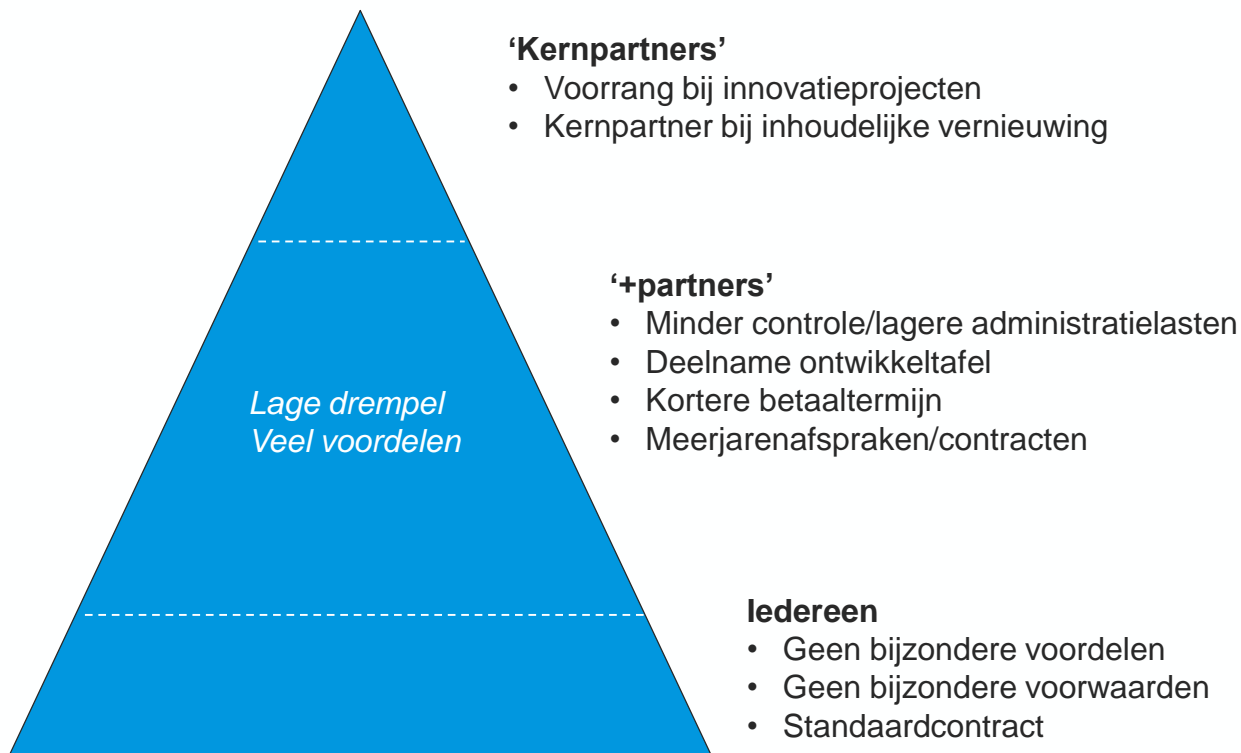 ‘Kernpartners’
• Voorrang bij innovatieprojecten
• Kernpartner bij inhoudelijke vernieuwing
‘+partners’
• Minder controle/lagere administratielasten
• Deelname ontwikkeltafel
• Kortere betaaltermijn
• Meerjarenafspraken/contracten
Lage drempel
Veel voordelen
Iedereen
• Geen bijzondere voordelen
• Geen bijzondere voorwaarden
• Standaardcontract